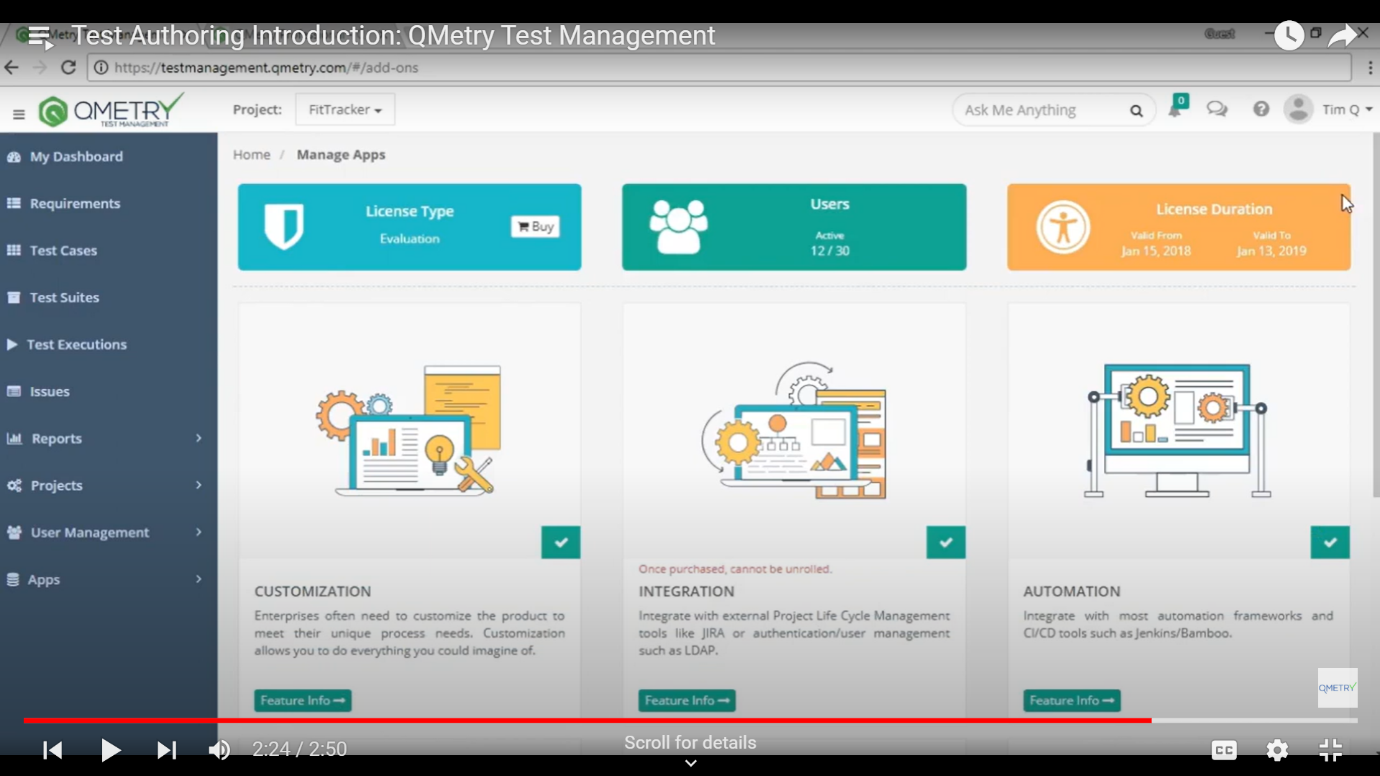 Test Authoring Introduction: QMetry Test Management
Guest
https://testmanagement.qmetry.com/#/add-ons
QMETRY
TEST MANAGEMENT
Project:
FitTracker
Ask Me Anything
0
Tim Q
My Dashboard
Requirements
Test Cases
Test Suites
Test Executions
Issues
Reports
Projects
User Management
Apps
Home / Manage Apps
License Type
Evaluation
Buy
Users
Active
12 / 30
License Duration
Valid From
Jan 15, 2018
Valid To
Jan 13, 2019
CUSTOMIZATION
Enterprises often need to customize the product to
meet their unique process needs. Customization
allows you to do everything you could imagine of.
Feature Info
Once purchased, cannot be unrolled.
INTEGRATION
Integrate with external Project Life Cycle Management
tools like JIRA or authentication/user management
such as LDAP.
Feature Info
AUTOMATION
Integrate with most automation frameworks and
CI/CD tools such as Jenkins/Bamboo.
Feature Info
QMETRY
2:24 / 2:50
Scroll for details
CC